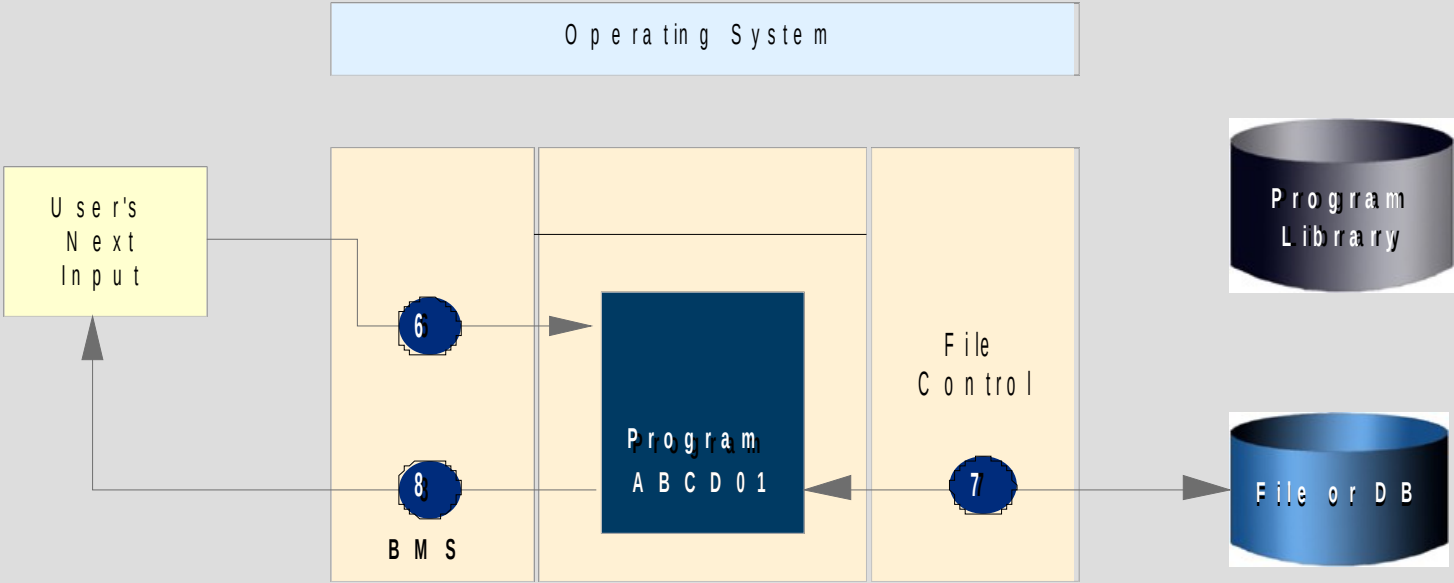 Operating System
User's
Next
Input
6
8
BMS
Program
ABCD01
File
Control
7
Program
Library
File or DB